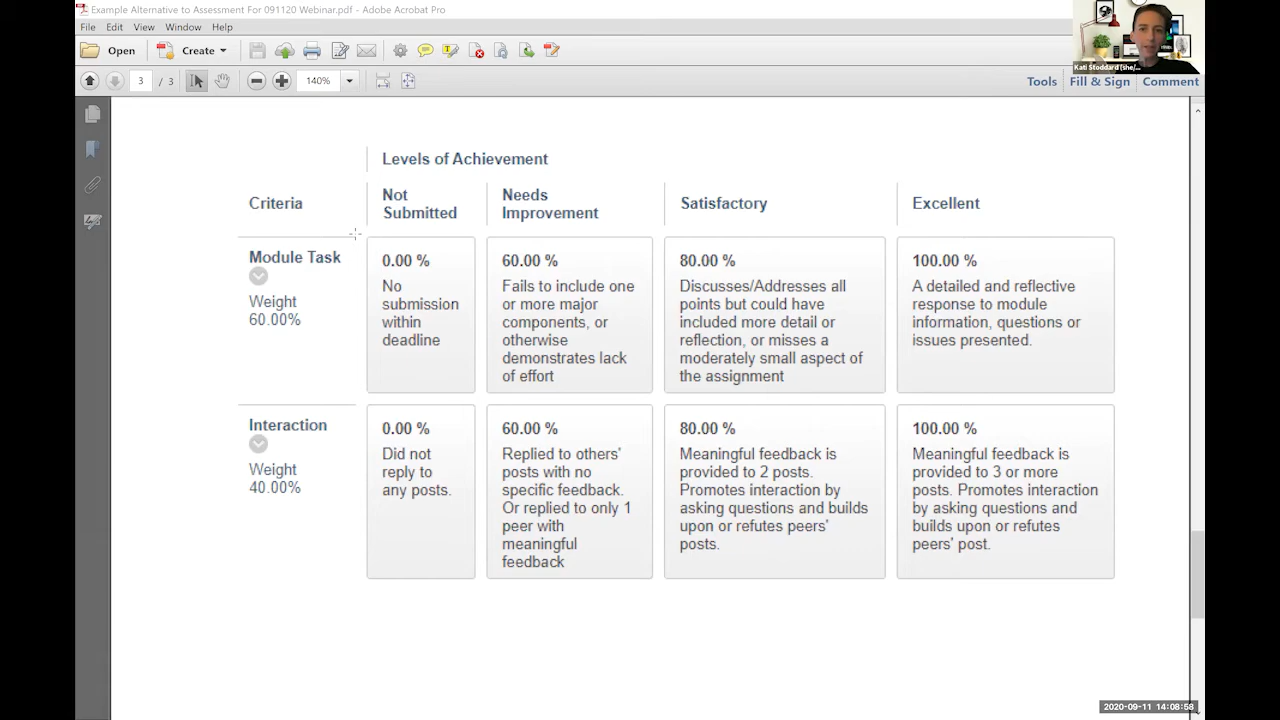 Example Alternative to Assessment For 091120 Webinar.pdf - Adobe Acrobat Pro
File Edit View Window Help
Open Create
3 / 3 140% Tools Fill & Sign Comment
Kati Stoddard (she/...
Levels of Achievement
Criteria
Not
Submitted
Needs
Improvement
Satisfactory
Excellent
Module Task
Weight
60.00%
0.00 %
No
submission
within
deadline
60.00 %
Fails to include one
or more major
components, or
otherwise
demonstrates lack
of effort
80.00 %
Discusses/Addresses all
points but could have
included more detail or
reflection, or misses a
moderately small aspect of
the assignment
100.00 %
A detailed and reflective
response to module
information, questions or
issues presented.
Interaction
Weight
40.00%
0.00 %
Did not
reply to
any posts.
60.00 %
Replied to others'
posts with no
specific feedback.
Or replied to only 1
peer with
meaningful
feedback
80.00 %
Meaningful feedback is
provided to 2 posts.
Promotes interaction by
asking questions and builds
upon or refutes peers'
posts.
100.00 %
Meaningful feedback is
provided to 3 or more
posts. Promotes interaction
by asking questions and
builds upon or refutes
peers' post.
2020-09-11 14:08:58